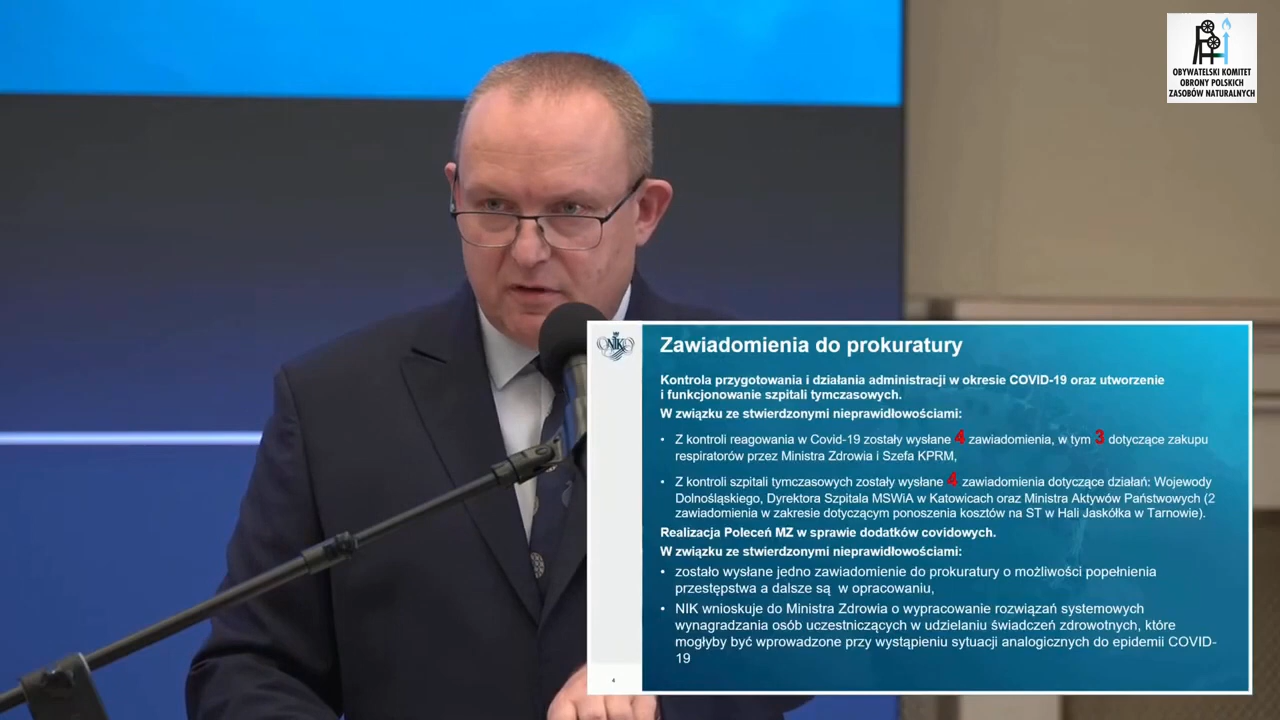 OBYWATELSKI KOMITET
OBRONY POLSKICH
ZASOBÓW NATURALNYCH
NIK
Zawiadomienia do prokuratury
Kontrola przygotowania i działania administracji w okresie COVID-19 oraz utworzenie
i funkcjonowanie szpitali tymczasowych.
W związku ze stwierdzonymi nieprawidłowościami:
• Z kontroli reagowania w Covid-19 zostały wysłane 4 zawiadomienia, w tym 3 dotyczące zakupu
respiratorów przez Ministra Zdrowia i Szefa KPRM,
• Z kontroli szpitali tymczasowych zostały wysłane 4 zawiadomienia dotyczące działań: Wojewody
Dolnośląskiego, Dyrektora Szpitala MSWiA w Katowicach oraz Ministra Aktywów Państwowych (2
zawiadomienia w zakresie dotyczącym ponoszenia kosztów na ST w Hali Jaskółka w Tarnowie).
Realizacja Poleceń MZ w sprawie dodatków covidowych.
W związku ze stwierdzonymi nieprawidłowościami:
• zostało wysłane jedno zawiadomienie do prokuratury o możliwości popełnienia
przestępstwa a dalsze są w opracowaniu,
• NIK wnioskuje do Ministra Zdrowia o wypracowanie rozwiązań systemowych
wynagradzania osób uczestniczących w udzielaniu świadczeń zdrowotnych, które
mogłyby być wprowadzone przy wystąpieniu sytuacji analogicznych do epidemii COVID-
19
4